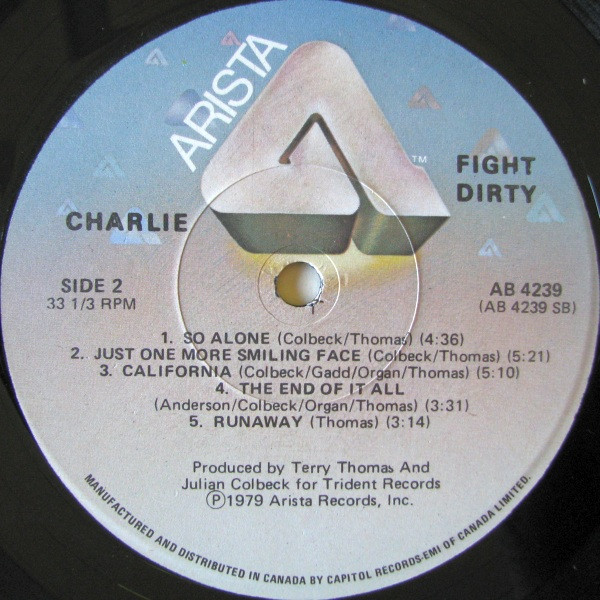 ARISTA
TM
FIGHT
DIRTY
CHARLIE
SIDE 2
33 1/3 RPM
AB 4239
(AB 4239 SB)
1. SO ALONE (Colbeck/Thomas) (4:36)
2. JUST ONE MORE SMILING FACE (Colbeck/Thomas) (5:21)
3. CALIFORNIA (Colbeck/Gadd/Organ/Thomas) (5:10)
4. THE END OF IT ALL
(Anderson/Colbeck/Organ/Thomas) (3:31)
5. RUNAWAY (Thomas) (3:14)
Produced by Terry Thomas And
Julian Colbeck for Trident Records
Ⓟ1979 Arista Records, Inc.
MANUFACTURED AND DISTRIBUTED IN CANADA BY CAPITOL RECORDS-EMI OF CANADA LIMITED.